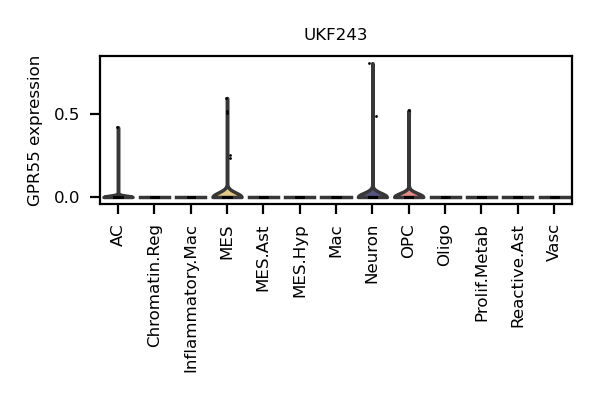 UKF243
GPR55 expression
0.5
0.0
AC
Chromatin.Reg
Inflammatory.Mac
MES
MES.Ast
MES.Hyp
Mac
Neuron
OPC
Oligo
Prolif.Metab
Reactive.Ast
Vasc